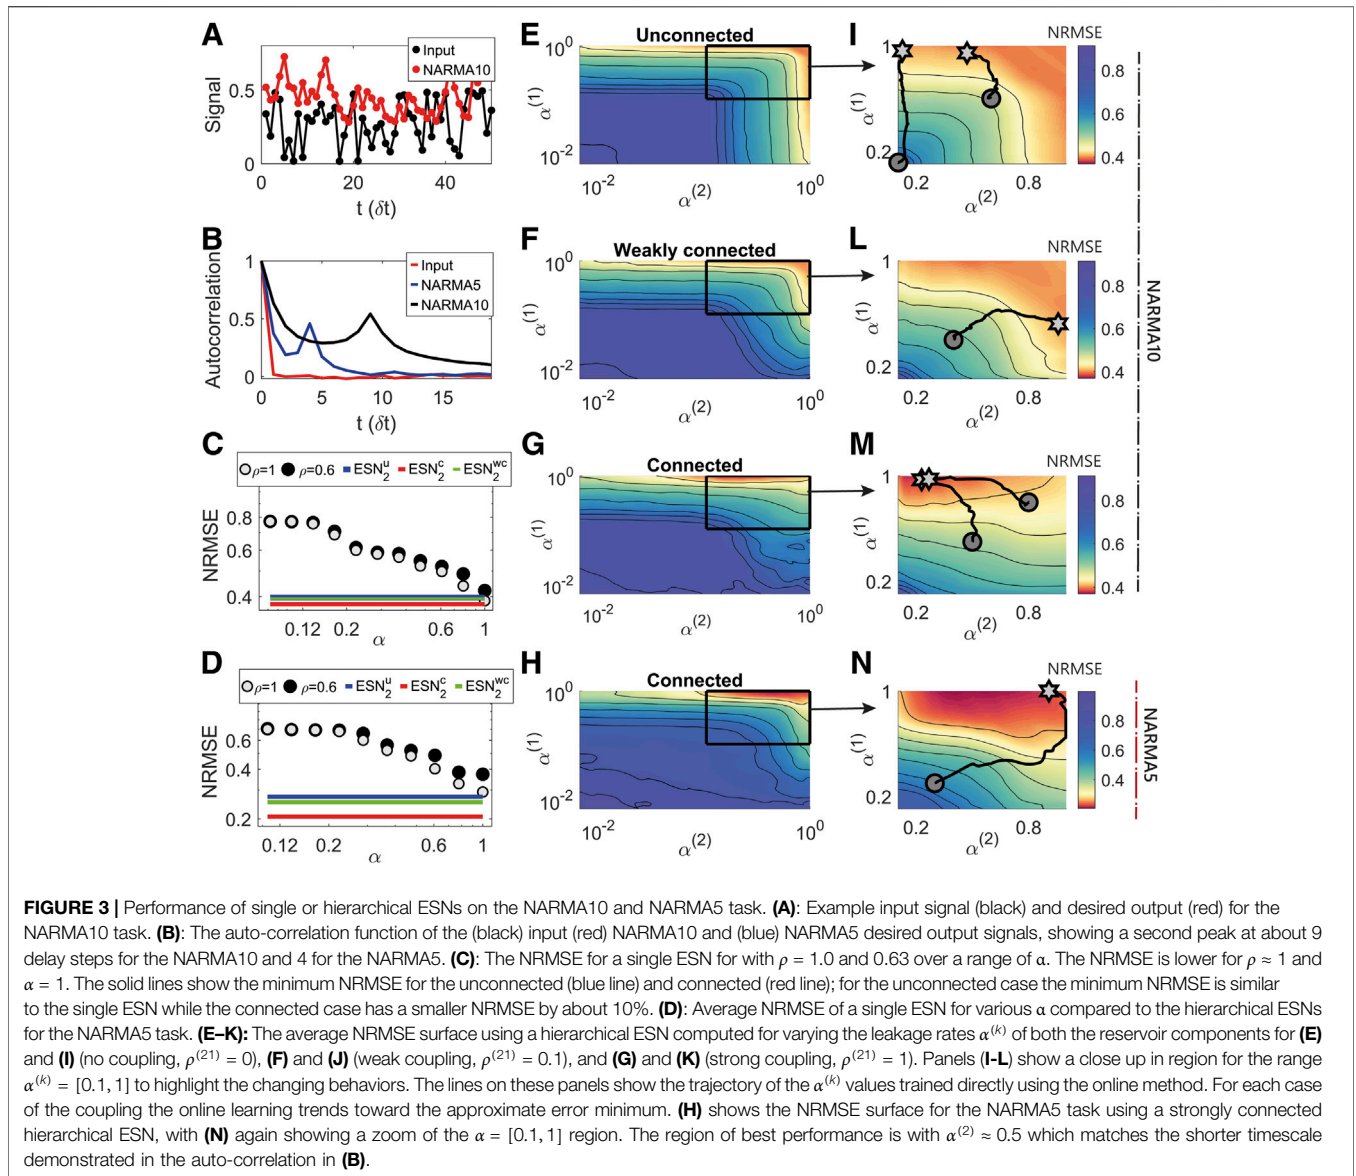 A
Input
NARMA10
Signal
0.5
0
0 20 40
t (δt)
B
Input
NARMA5
NARMA10
Autocorrelation
1
0.5
0
0 5 10 15
t (δt)
C
ρ=1 ρ=0.6 ESN₂ᵘ ESN₂ᶜ ESN₂ʷᶜ
NRMSE
0.8
0.6
0.4
0.12 0.2 0.6 1
α
D
ρ=1 ρ=0.6 ESN₂ᵘ ESN₂ᶜ ESN₂ʷᶜ
NRMSE
0.6
0.4
0.2
0.12 0.2 0.6 1
α
E
Unconnected
10⁰
α⁽¹⁾
10⁻²
10⁻² 10⁰
α⁽²⁾
F
Weakly connected
10⁰
α⁽¹⁾
10⁻²
10⁻² 10⁰
α⁽²⁾
G
Connected
10⁰
α⁽¹⁾
10⁻²
10⁻² 10⁰
α⁽²⁾
H
Connected
10⁰
α⁽¹⁾
10⁻²
10⁻² 10⁰
α⁽²⁾
I
NRMSE
1
α⁽¹⁾
0.2
0.2 0.8
α⁽²⁾
0.8
0.6
0.4
L
NRMSE
1
α⁽¹⁾
0.2
0.2 0.8
α⁽²⁾
0.8
0.6
0.4
M
NRMSE
1
α⁽¹⁾
0.2
0.2 0.8
α⁽²⁾
0.8
0.6
0.4
N
NRMSE
1
α⁽¹⁾
0.2
0.2 0.8
α⁽²⁾
0.8
0.6
0.4
NARMA10
NARMA5
FIGURE 3 | Performance of single or hierarchical ESNs on the NARMA10 and NARMA5 task. (A): Example input signal (black) and desired output (red) for the
NARMA10 task. (B): The auto-correlation function of the (black) input (red) NARMA10 and (blue) NARMA5 desired output signals, showing a second peak at about 9
delay steps for the NARMA10 and 4 for the NARMA5. (C): The NRMSE for a single ESN for with ρ = 1.0 and 0.63 over a range of α. The NRMSE is lower for ρ ≈ 1 and
α = 1. The solid lines show the minimum NRMSE for the unconnected (blue line) and connected (red line); for the unconnected case the minimum NRMSE is similar
to the single ESN while the connected case has a smaller NRMSE by about 10%. (D): Average NRMSE of a single ESN for various α compared to the hierarchical ESNs
for the NARMA5 task. (E–K): The average NRMSE surface using a hierarchical ESN computed for varying the leakage rates α⁽ᵏ⁾ of both the reservoir components for (E)
and (I) (no coupling, ρ⁽²¹⁾ = 0), (F) and (J) (weak coupling, ρ⁽²¹⁾ = 0.1), and (G) and (K) (strong coupling, ρ⁽²¹⁾ = 1). Panels (I-L) show a close up in region for the range
α⁽ᵏ⁾ = [0.1, 1] to highlight the changing behaviors. The lines on these panels show the trajectory of the α⁽ᵏ⁾ values trained directly using the online method. For each case
of the coupling the online learning trends toward the approximate error minimum. (H) shows the NRMSE surface for the NARMA5 task using a strongly connected
hierarchical ESN, with (N) again showing a zoom of the α = [0.1, 1] region. The region of best performance is with α⁽²⁾ ≈ 0.5 which matches the shorter timescale
demonstrated in the auto-correlation in (B).